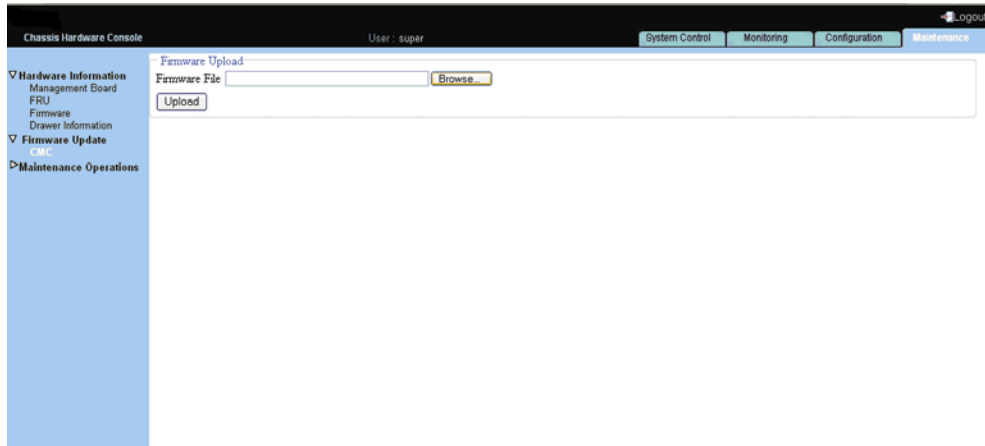 Logout
Chassis Hardware Console
User : super
System Control
Monitoring
Configuration
Maintenance
Hardware Information
Management Board
FRU
Firmware
Drawer Information
Firmware Update
CMC
Maintenance Operations
Firmware Upload
Firmware File
Browse...
Upload